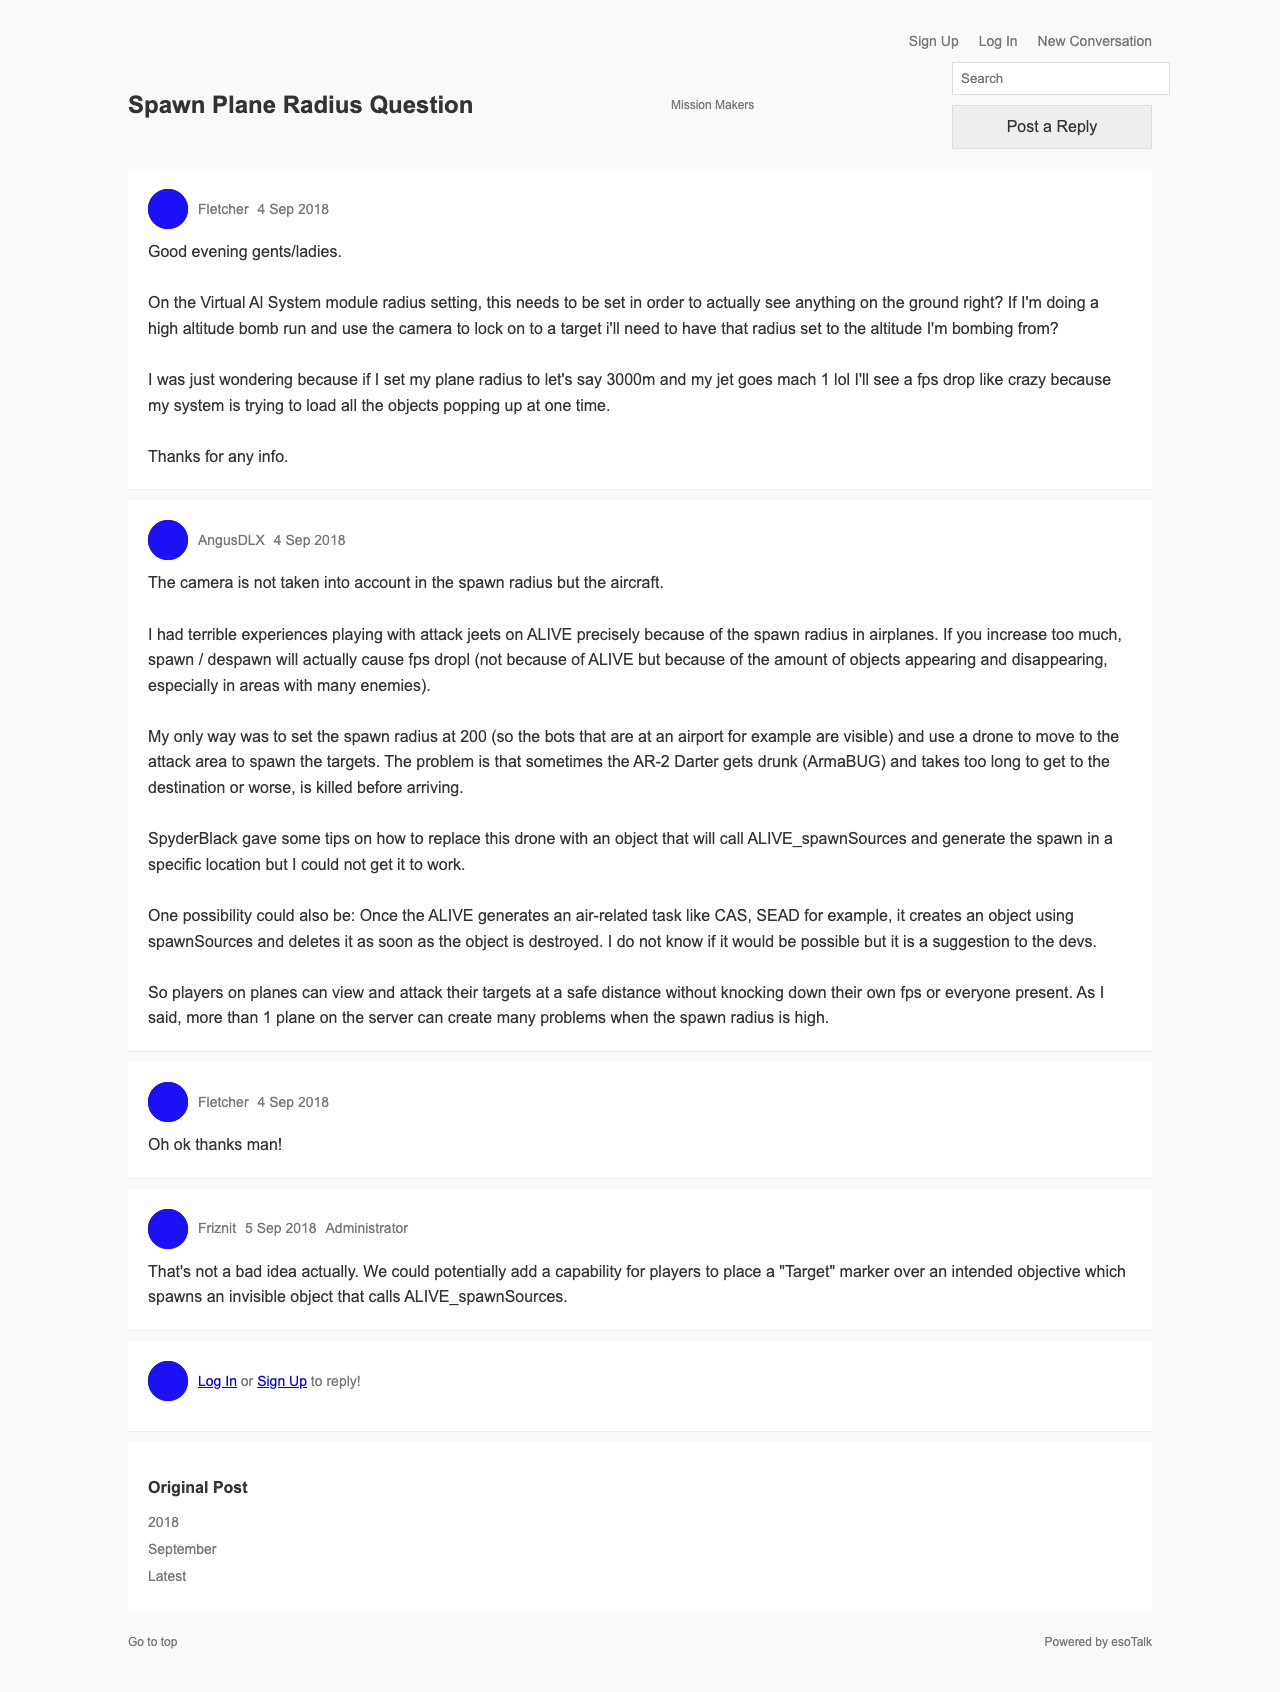 Sign Up Log In New Conversation
Search
Spawn Plane Radius Question
Mission Makers
Post a Reply
Fletcher 4 Sep 2018
Good evening gents/ladies.
On the Virtual AI System module radius setting, this needs to be set in order to actually see anything on the ground right? If I'm doing a
high altitude bomb run and use the camera to lock on to a target i'll need to have that radius set to the altitude I'm bombing from?
I was just wondering because if I set my plane radius to let's say 3000m and my jet goes mach 1 lol I'll see a fps drop like crazy because
my system is trying to load all the objects popping up at one time.
Thanks for any info.
AngusDLX 4 Sep 2018
The camera is not taken into account in the spawn radius but the aircraft.
I had terrible experiences playing with attack jeets on ALIVE precisely because of the spawn radius in airplanes. If you increase too much,
spawn / despawn will actually cause fps dropl (not because of ALIVE but because of the amount of objects appearing and disappearing,
especially in areas with many enemies).
My only way was to set the spawn radius at 200 (so the bots that are at an airport for example are visible) and use a drone to move to the
attack area to spawn the targets. The problem is that sometimes the AR-2 Darter gets drunk (ArmaBUG) and takes too long to get to the
destination or worse, is killed before arriving.
SpyderBlack gave some tips on how to replace this drone with an object that will call ALIVE_spawnSources and generate the spawn in a
specific location but I could not get it to work.
One possibility could also be: Once the ALIVE generates an air-related task like CAS, SEAD for example, it creates an object using
spawnSources and deletes it as soon as the object is destroyed. I do not know if it would be possible but it is a suggestion to the devs.
So players on planes can view and attack their targets at a safe distance without knocking down their own fps or everyone present. As I
said, more than 1 plane on the server can create many problems when the spawn radius is high.
Fletcher 4 Sep 2018
Oh ok thanks man!
Friznit 5 Sep 2018 Administrator
That's not a bad idea actually. We could potentially add a capability for players to place a "Target" marker over an intended objective which
spawns an invisible object that calls ALIVE_spawnSources.
Log In or Sign Up to reply!
Original Post
2018
September
Latest
Go to top
Powered by esoTalk